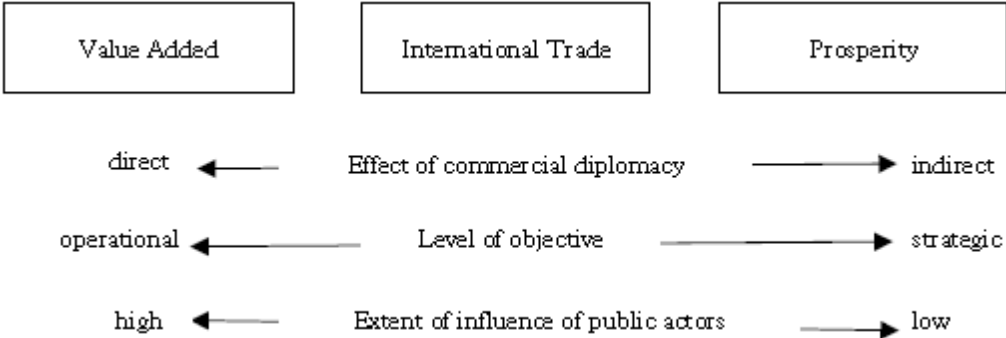 Value Added International Trade Prosperity
direct Effect of commercial diplomacy indirect
operational Level of objective strategic
high Extent of influence of public actors low